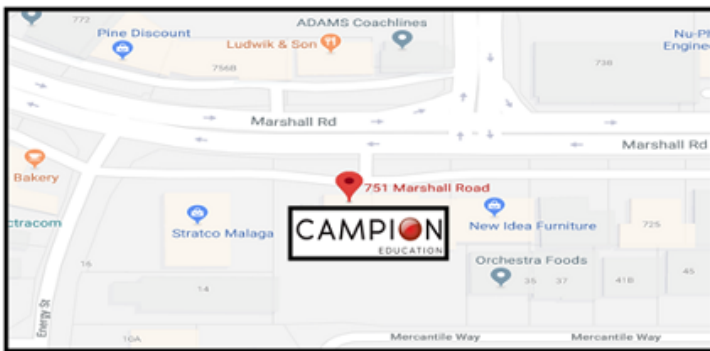 772
ADAMS Coachlines
Pine Discount
Ludwik & Son
Nu-Ph
Engine
756B
738
Marshall Rd
Marshall Rd
Bakery
751 Marshall Road
ctracom
Stratco Malaga
CAMPION
EDUCATION
New Idea Furniture
725
Orchestra Foods
16
14
35
37
41B
45
Energy St
10A
Mercantile Way
Mercantile Way